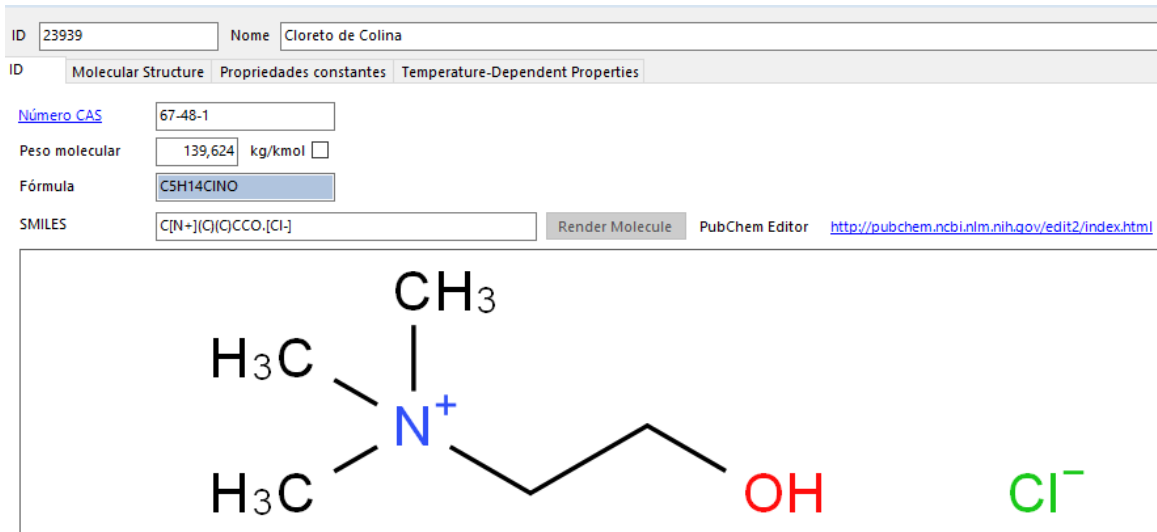 ID 23939 Nome Cloreto de Colina
ID Molecular Structure Propriedades constantes Temperature-Dependent Properties
Número CAS 67-48-1
Peso molecular 139,624 kg/kmol
Fórmula C5H14ClNO
SMILES C[N+](C)(C)CCO.[Cl-] Render Molecule PubChem Editor http://pubchem.ncbi.nlm.nih.gov/edit2/index.html
CH3
H3C
N+
H3C OH Cl−